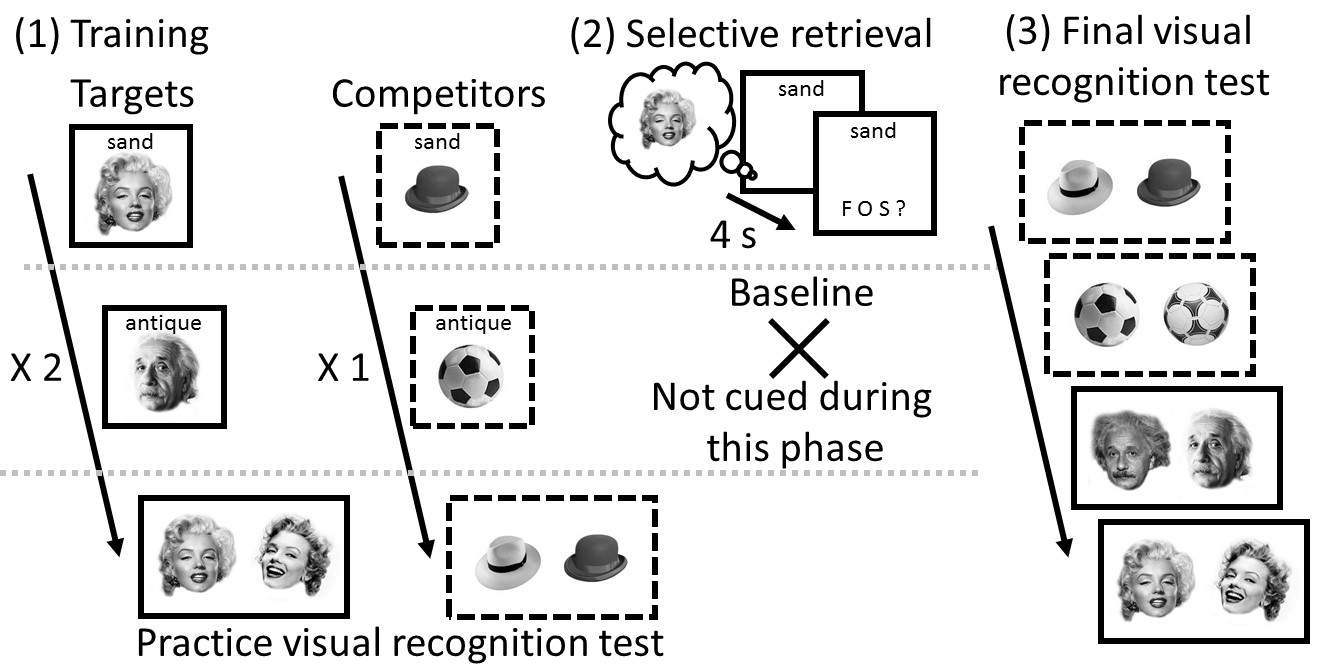 (1) Training
Targets
Competitors
sand
sand
antique
antique
X 2
X 1
Practice visual recognition test
(2) Selective retrieval
sand
sand
F O S ?
4 s
Baseline
Not cued during
this phase
(3) Final visual
recognition test